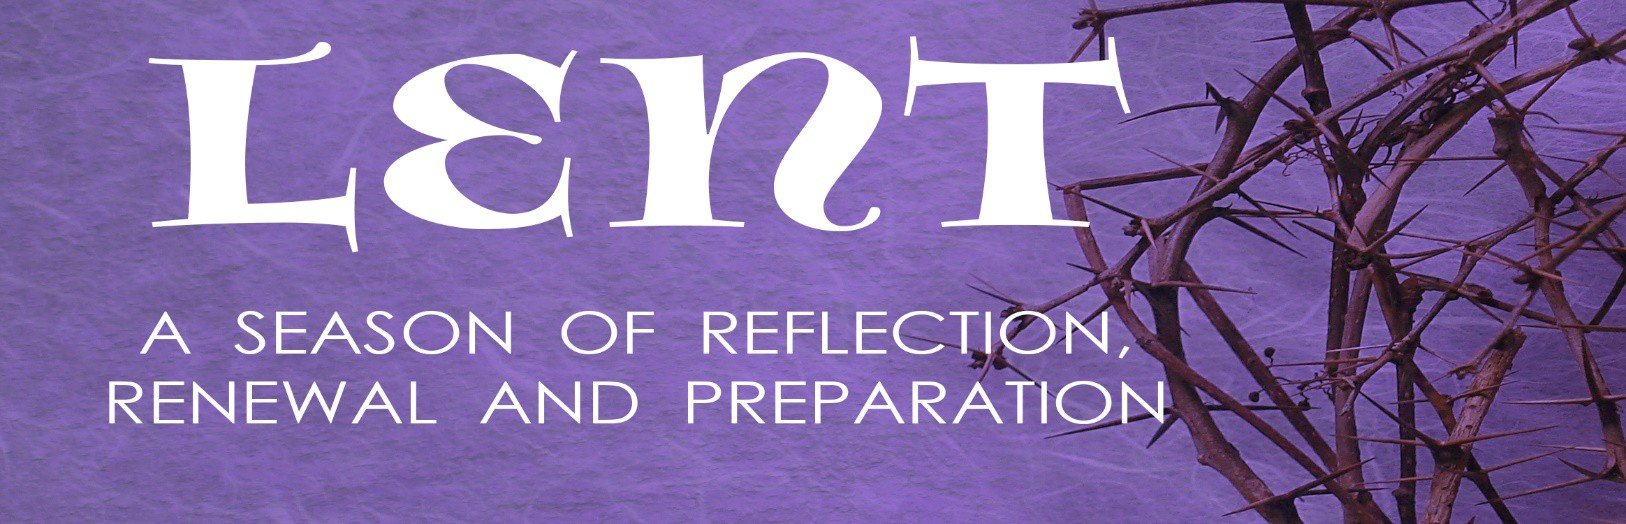 LENT
A SEASON OF REFLECTION,
RENEWAL AND PREPARATION